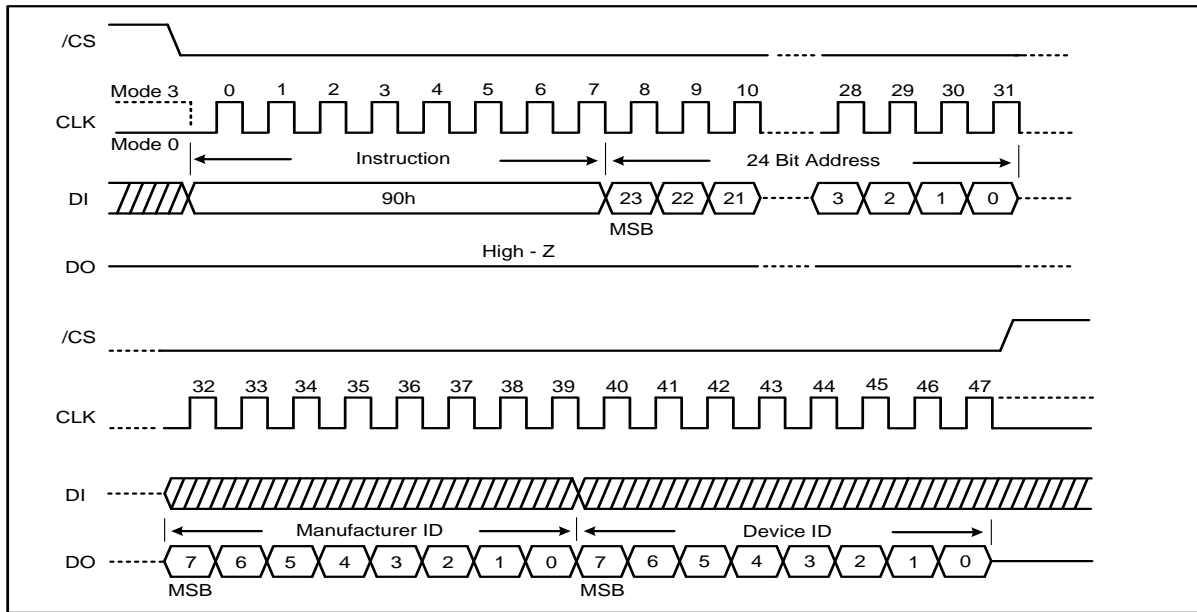 /CS
Mode 3 0 1 2 3 4 5 6 7 8 9 10 28 29 30 31
CLK
Mode 0
Instruction 24 Bit Address
DI 90h 23 22 21 3 2 1 0
MSB
High - Z
DO
/CS
32 33 34 35 36 37 38 39 40 41 42 43 44 45 46 47
CLK
DI
Manufacturer ID Device ID
DO 7 6 5 4 3 2 1 0 7 6 5 4 3 2 1 0
MSB MSB